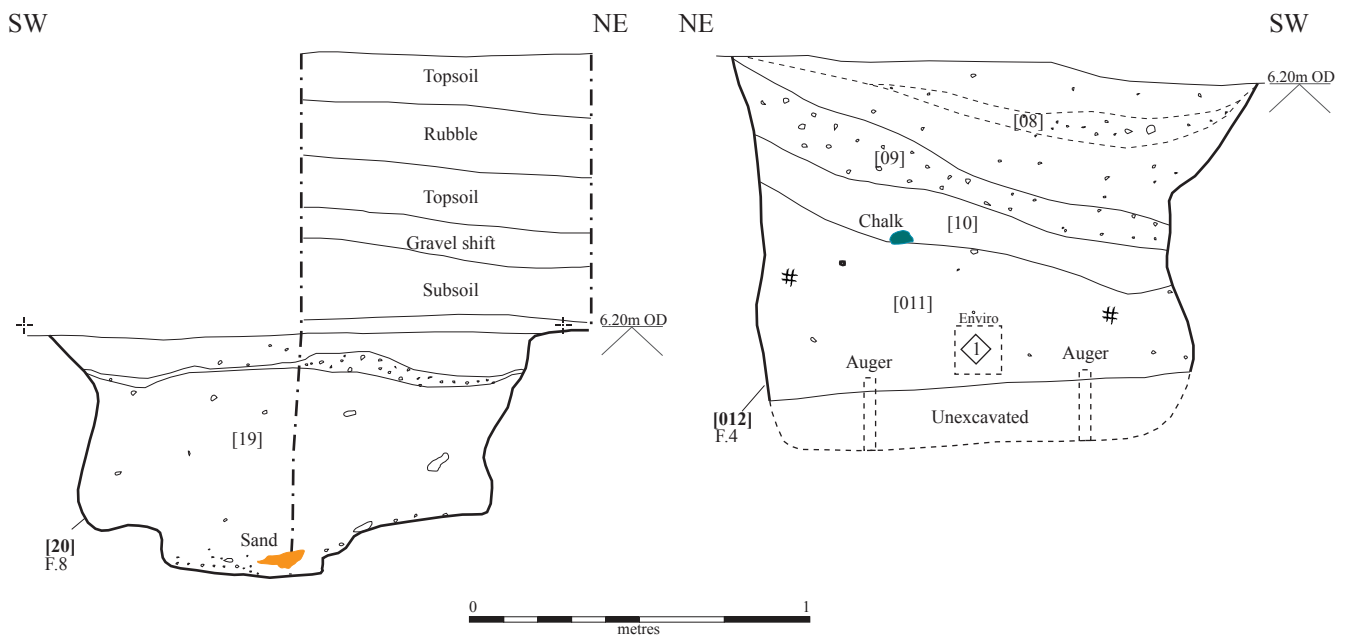 SW
NE
Topsoil
Rubble
Topsoil
Gravel shift
Subsoil
6.20m OD
[19]
Sand
[20]
F.8
NE
SW
6.20m OD
[08]
[09]
Chalk
[10]
[011]
Enviro
1
Auger
Auger
[012]
F.4
Unexcavated
0
1
metres